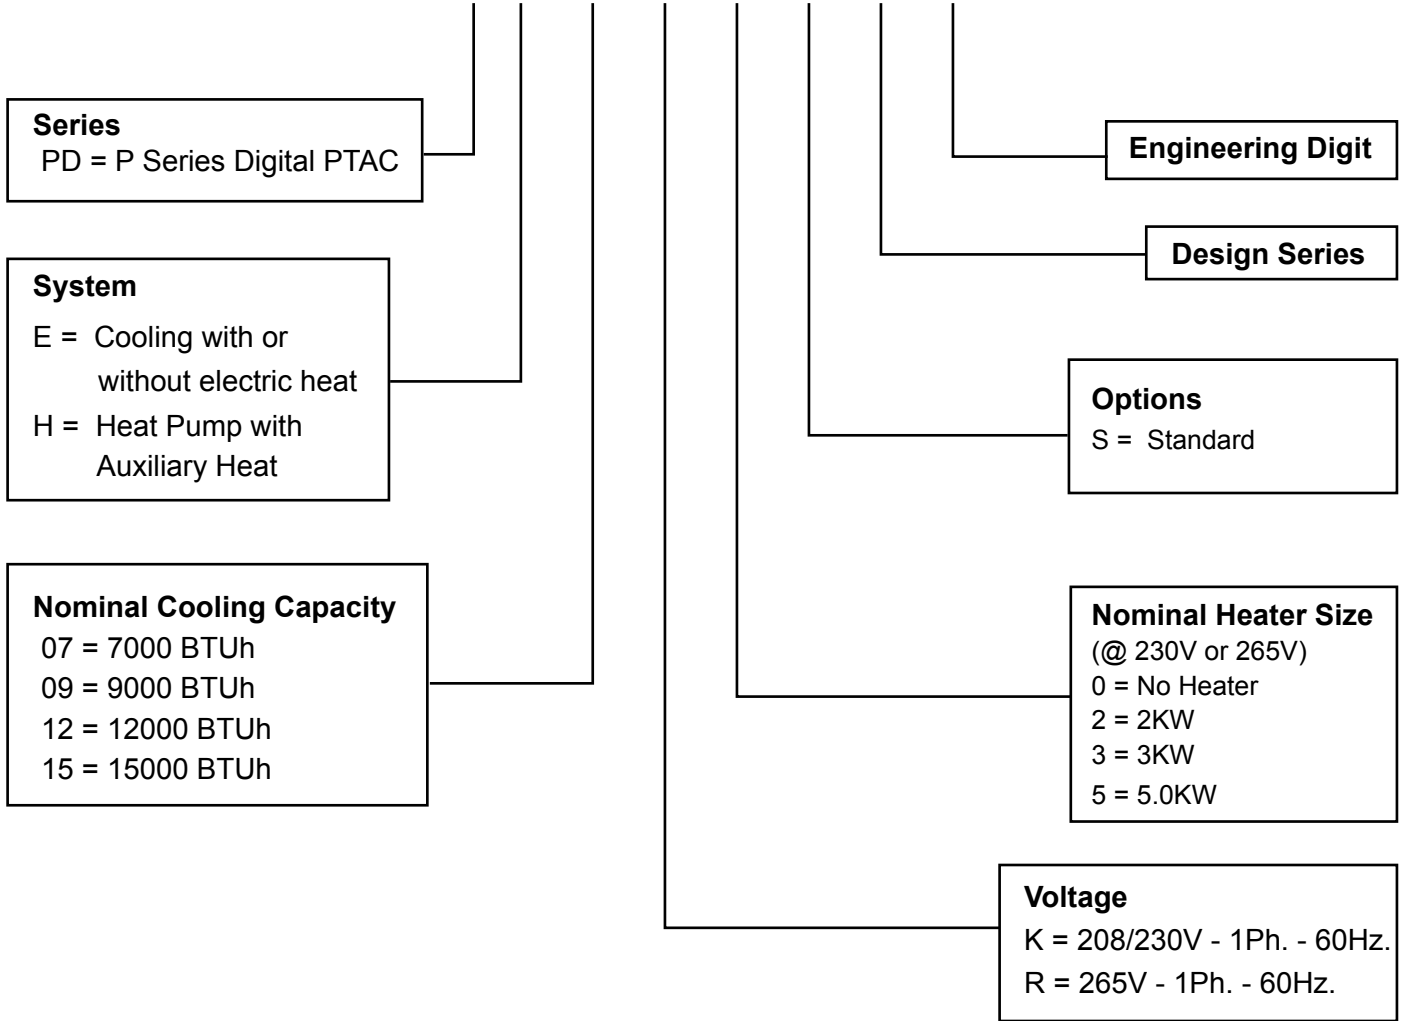 Series
PD = P Series Digital PTAC
System
E = Cooling with or
without electric heat
H = Heat Pump with
Auxiliary Heat
Nominal Cooling Capacity
07 = 7000 BTUh
09 = 9000 BTUh
12 = 12000 BTUh
15 = 15000 BTUh
Engineering Digit
Design Series
Options
S = Standard
Nominal Heater Size
(@ 230V or 265V)
0 = No Heater
2 = 2KW
3 = 3KW
5 = 5.0KW
Voltage
K = 208/230V - 1Ph. - 60Hz.
R = 265V - 1Ph. - 60Hz.